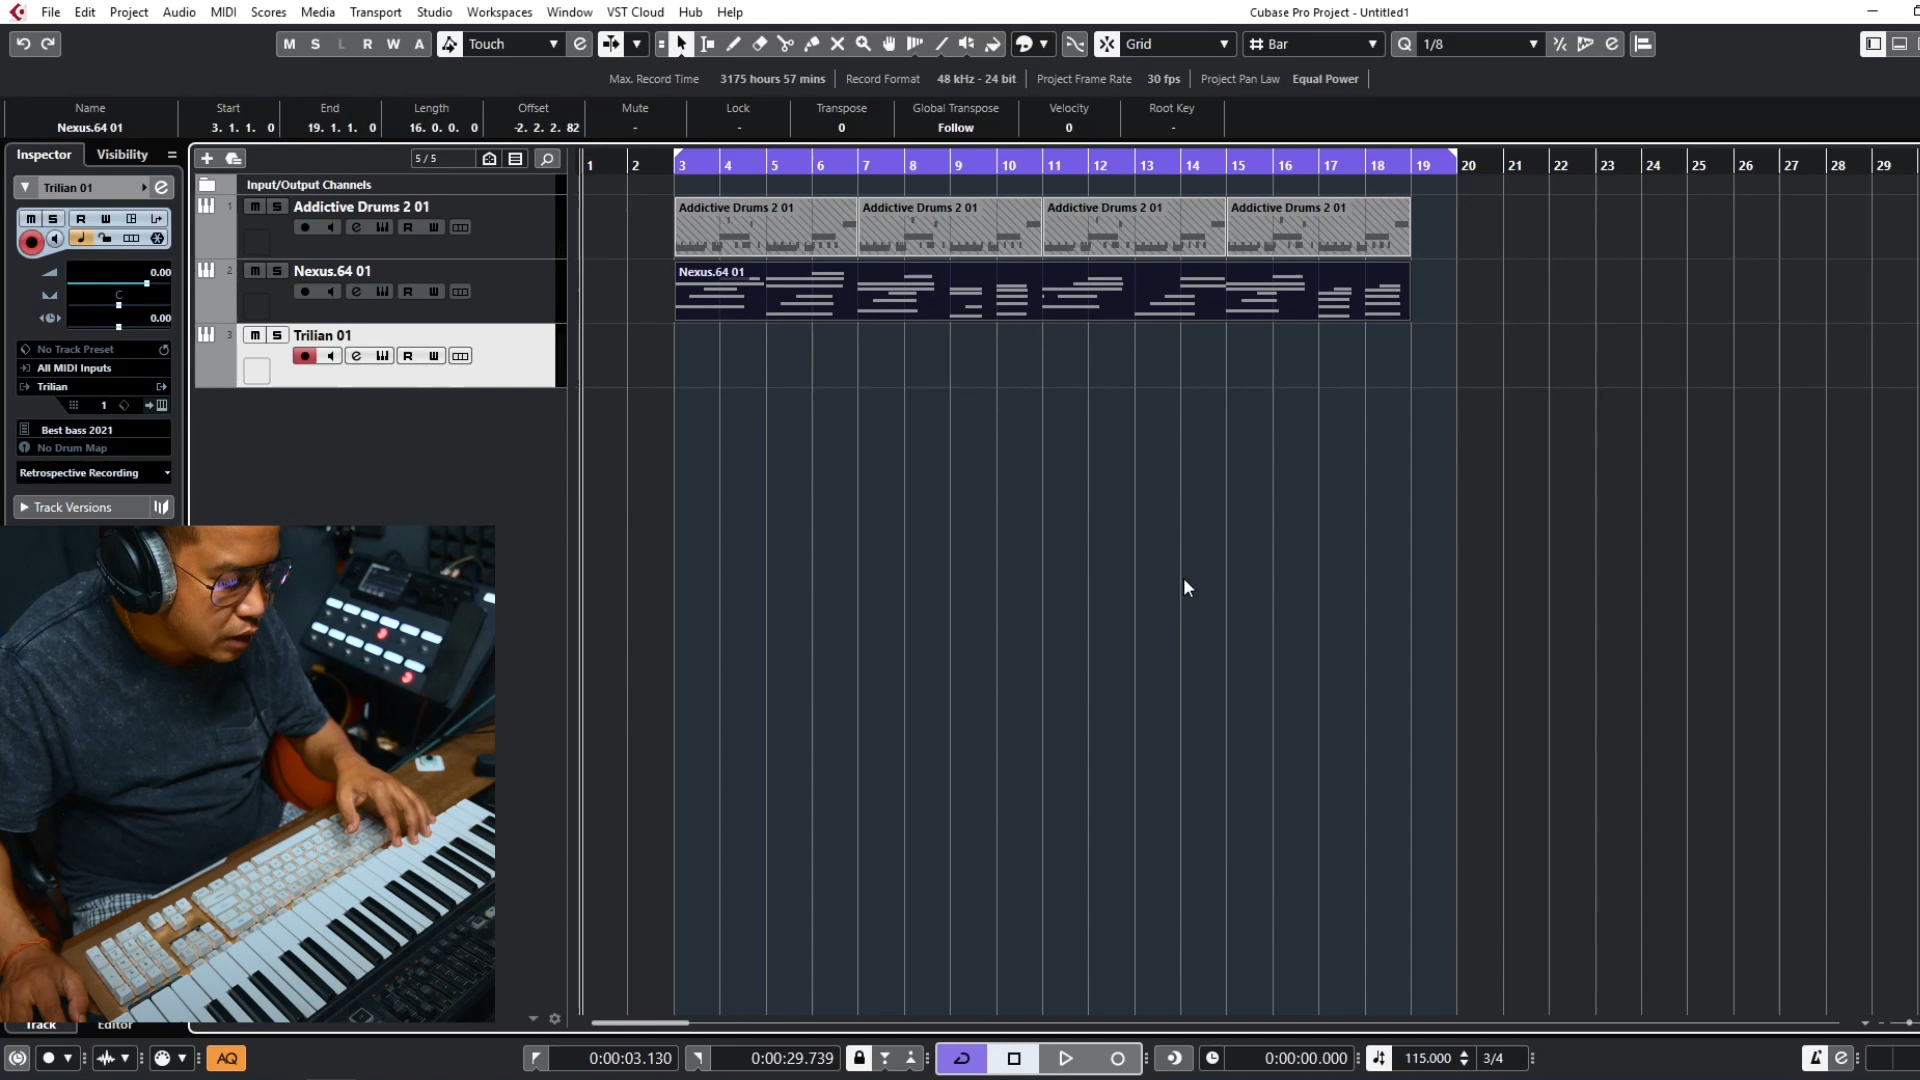 File Edit Project Audio MIDI Scores Media Transport Studio Workspaces Window VST Cloud Hub Help
Cubase Pro Project - Untitled1
M S L R W A Touch Grid Bar Q 1/8
Max. Record Time 3175 hours 57 mins Record Format 48 kHz - 24 bit Project Frame Rate 30 fps Project Pan Law Equal Power
Name Start End Length Offset Mute Lock Transpose Global Transpose Velocity Root Key
Nexus.64 01 3. 1. 1. 0 19. 1. 1. 0 16. 0. 0. 0 -2. 2. 2. 82 - - 0 Follow 0 -
Inspector Visibility
5 / 5
1 2 3 4 5 6 7 8 9 10 11 12 13 14 15 16 17 18 19 20 21 22 23 24 25 26 27 28 29
Trilian 01
m S R W
0.00
C
0.00
No Track Preset
All MIDI Inputs
Trilian
1
Best bass 2021
No Drum Map
Retrospective Recording
Track Versions
Input/Output Channels
1 m S Addictive Drums 2 01
R W
2 m S Nexus.64 01
R W
3 m S Trilian 01
R W
Addictive Drums 2 01 Addictive Drums 2 01 Addictive Drums 2 01 Addictive Drums 2 01
Nexus.64 01
Track Editor
AQ 0:00:03.130 0:00:29.739 0:00:00.000 115.000 3/4